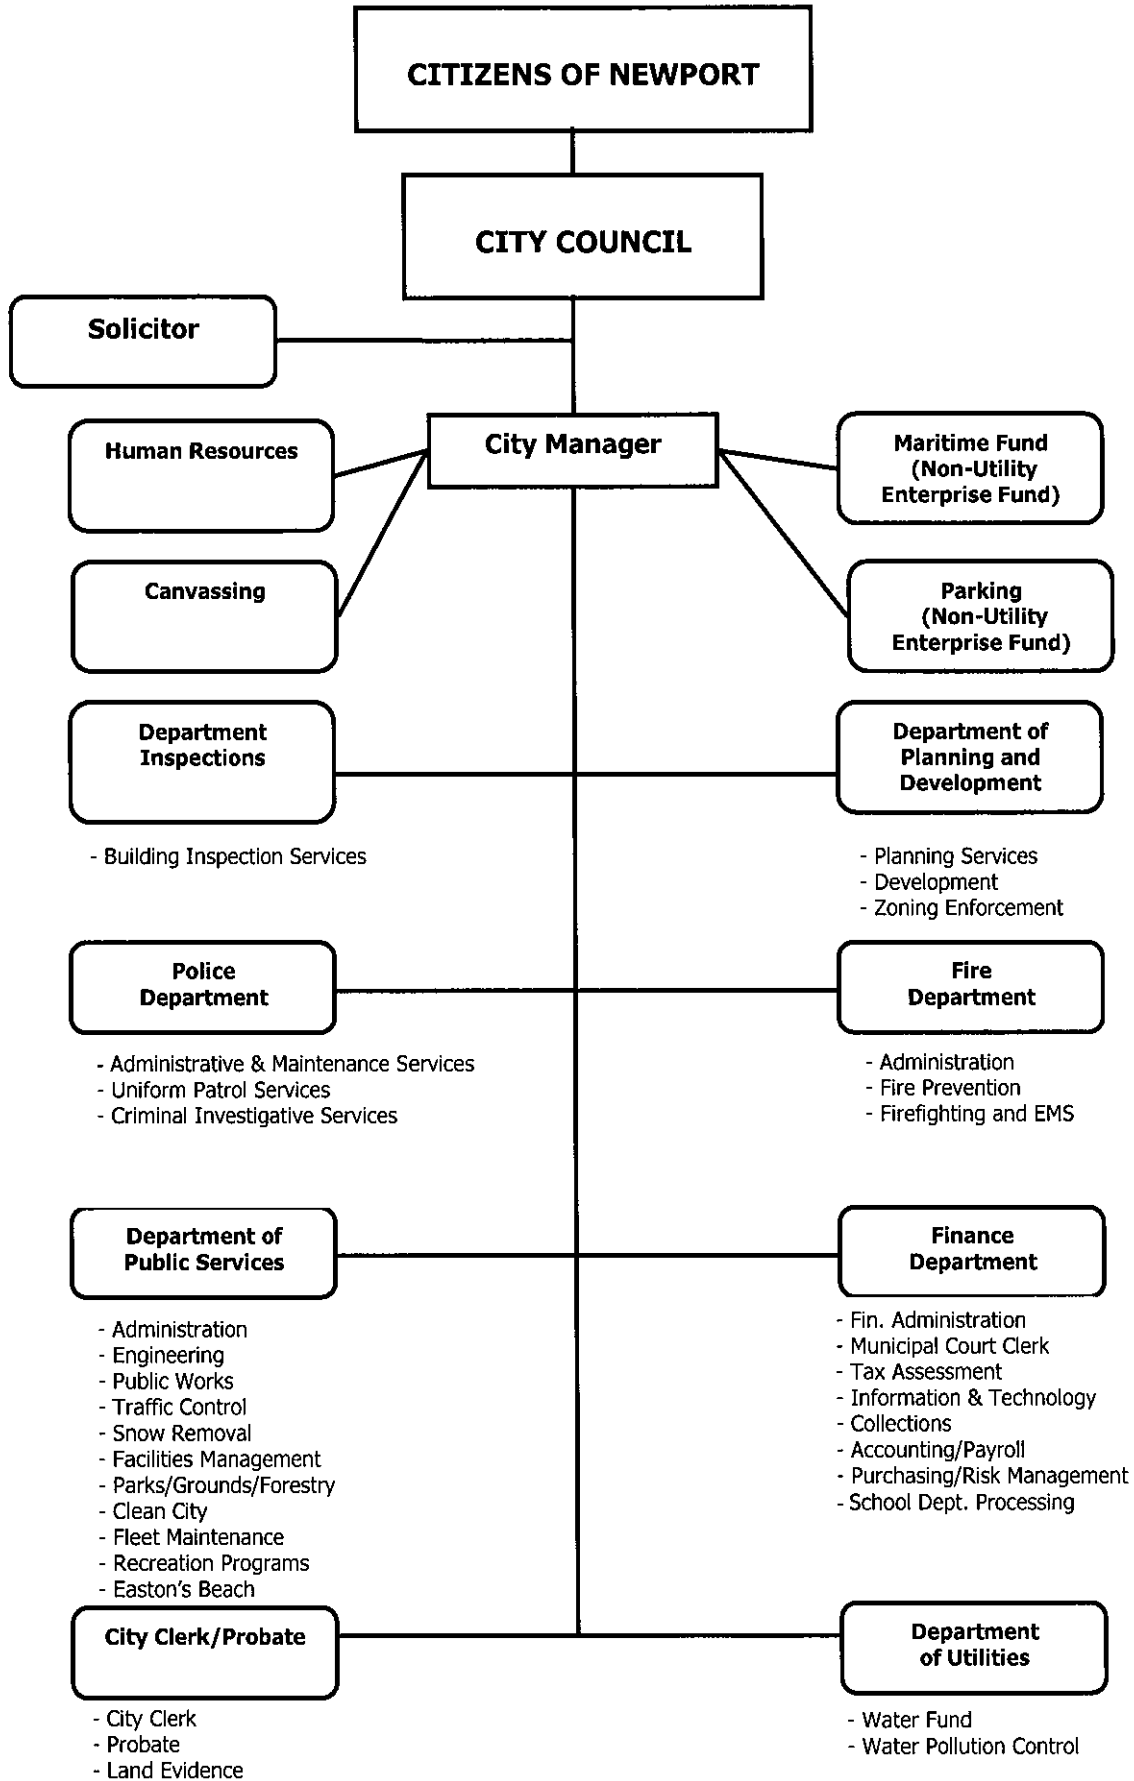 CITIZENS OF NEWPORT
CITY COUNCIL
Solicitor
City Manager
Human Resources
Maritime Fund
(Non-Utility
Enterprise Fund)
Canvassing
Parking
(Non-Utility
Enterprise Fund)
Department
Inspections
Department of
Planning and
Development
- Building Inspection Services
- Planning Services
- Development
- Zoning Enforcement
Police
Department
Fire
Department
- Administrative & Maintenance Services
- Uniform Patrol Services
- Criminal Investigative Services
- Administration
- Fire Prevention
- Firefighting and EMS
Department of
Public Services
Finance
Department
- Administration
- Engineering
- Public Works
- Traffic Control
- Snow Removal
- Facilities Management
- Parks/Grounds/Forestry
- Clean City
- Fleet Maintenance
- Recreation Programs
- Easton's Beach
- Fin. Administration
- Municipal Court Clerk
- Tax Assessment
- Information & Technology
- Collections
- Accounting/Payroll
- Purchasing/Risk Management
- School Dept. Processing
City Clerk/Probate
Department
of Utilities
- City Clerk
- Probate
- Land Evidence
- Water Fund
- Water Pollution Control